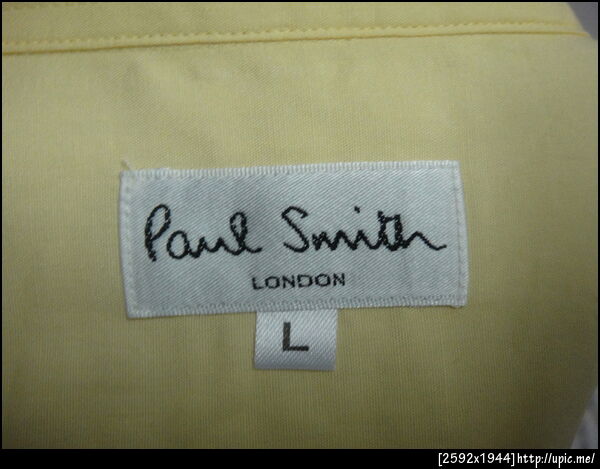 Paul Smith
LONDON
L
[2592x1944]http://upic.me/